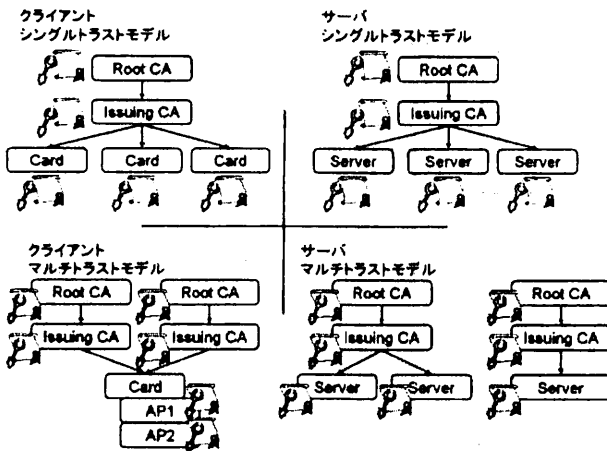 クライアント
シングルトラストモデル
Root CA
Issuing CA
Card
Card
Card
サーバ
シングルトラストモデル
Root CA
Issuing CA
Server
Server
Server
クライアント
マルチトラストモデル
Root CA
Root CA
Issuing CA
Issuing CA
Card
AP1
AP2
サーバ
マルチトラストモデル
Root CA
Root CA
Issuing CA
Issuing CA
Server
Server
Server